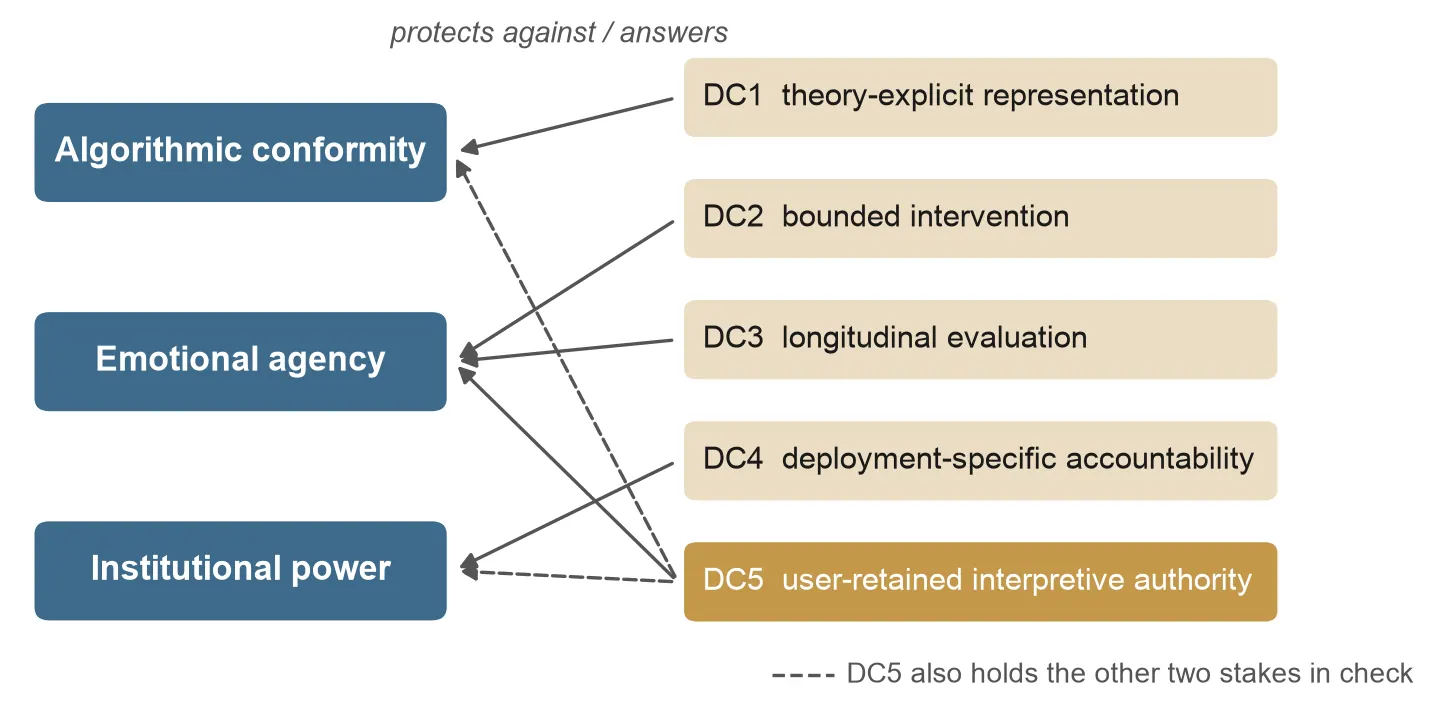 protects against / answers
Algorithmic conformity
Emotional agency
Institutional power
DC1 theory-explicit representation
DC2 bounded intervention
DC3 longitudinal evaluation
DC4 deployment-specific accountability
DC5 user-retained interpretive authority
DC5 also holds the other two stakes in check